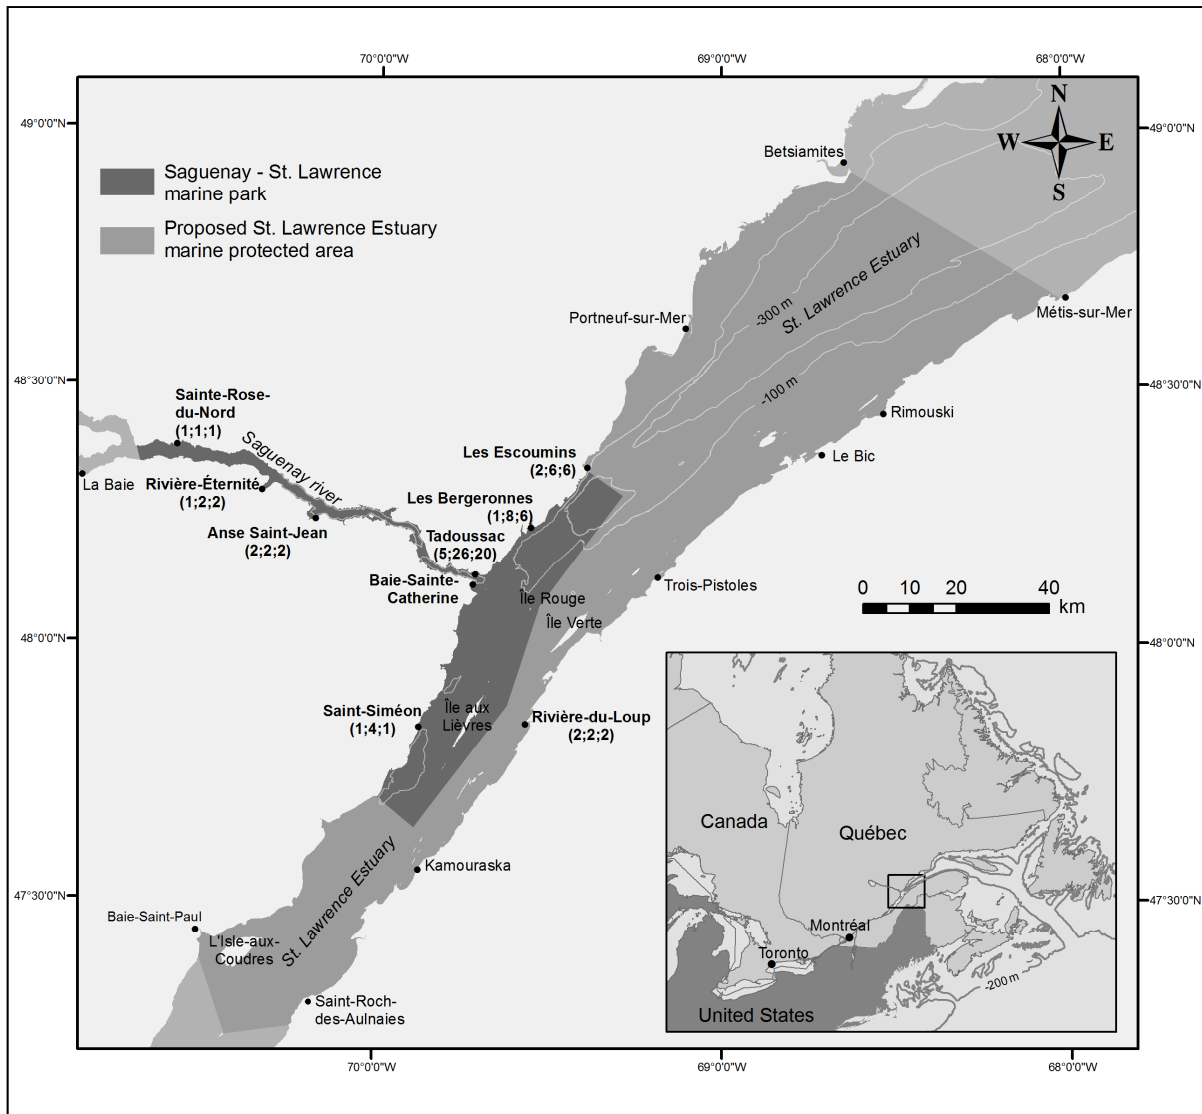 70°0'0"W
69°0'0"W
68°0'0"W
49°0'0"N
49°0'0"N
N
W
E
S
Saguenay - St. Lawrence
marine park
Proposed St. Lawrence Estuary
marine protected area
Betsiamites
St. Lawrence Estuary
-300 m
Métis-sur-Mer
Portneuf-sur-Mer
48°30'0"N
48°30'0"N
-100 m
Sainte-Rose-
du-Nord
(1;1;1)
Rimouski
Saguenay river
Les Escoumins
(2;6;6)
Le Bic
La Baie
Rivière-Éternité
(1;2;2)
Les Bergeronnes
(1;8;6)
Anse Saint-Jean
(2;2;2)
Tadoussac
(5;26;20)
Baie-Sainte-
Catherine
Trois-Pistoles
0 10 20 40
km
Île Rouge
Île Verte
48°0'0"N
48°0'0"N
Saint-Siméon
(1;4;1)
Île aux
Lièvres
Rivière-du-Loup
(2;2;2)
Canada
Québec
Kamouraska
St. Lawrence Estuary
47°30'0"N
47°30'0"N
Baie-Saint-Paul
L'Isle-aux-
Coudres
Montréal
Toronto
-200 m
Saint-Roch-
des-Aulnaies
United States
70°0'0"W
69°0'0"W
68°0'0"W